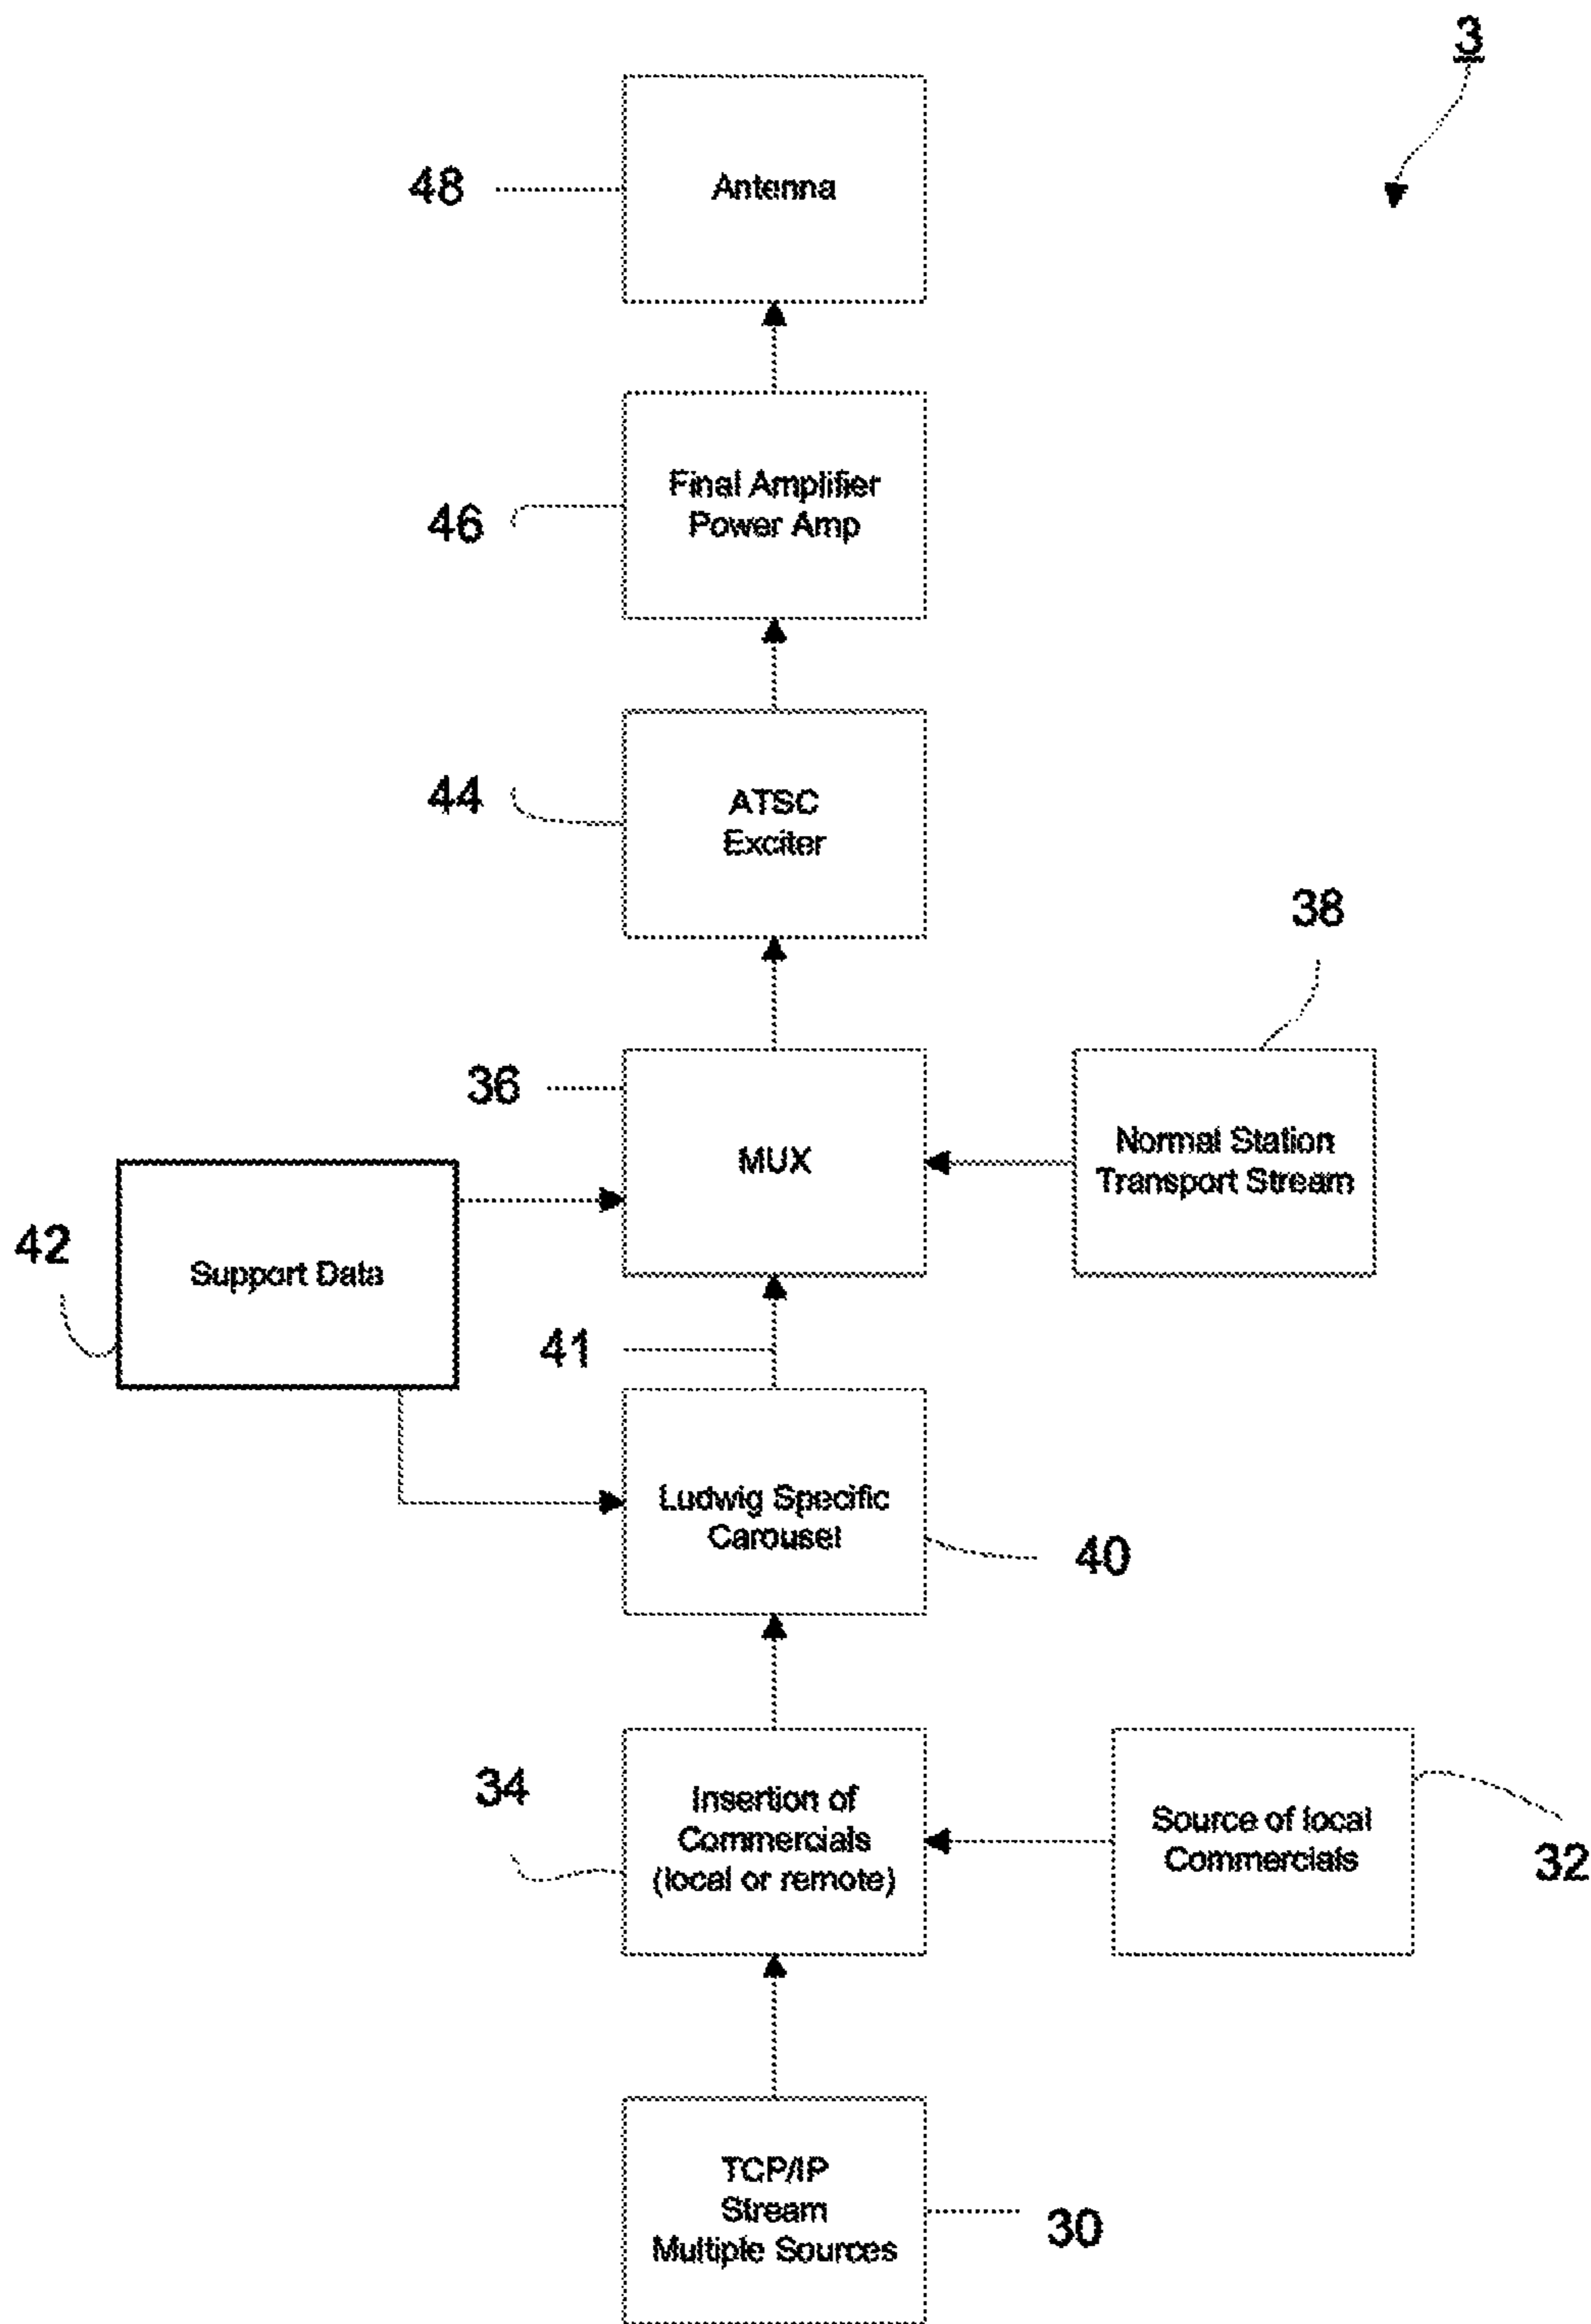 3
48
Antenna
46
Final Amplifier
Power Amp
44
ATSC
Exciter
38
36
MUX
Normal Station
Transport Stream
42
Support Data
41
Ludwig Specific
Carousel
40
34
Insertion of
Commercials
(local or remote)
Source of local
Commercials
32
TCP/IP
Stream
Multiple Sources
30